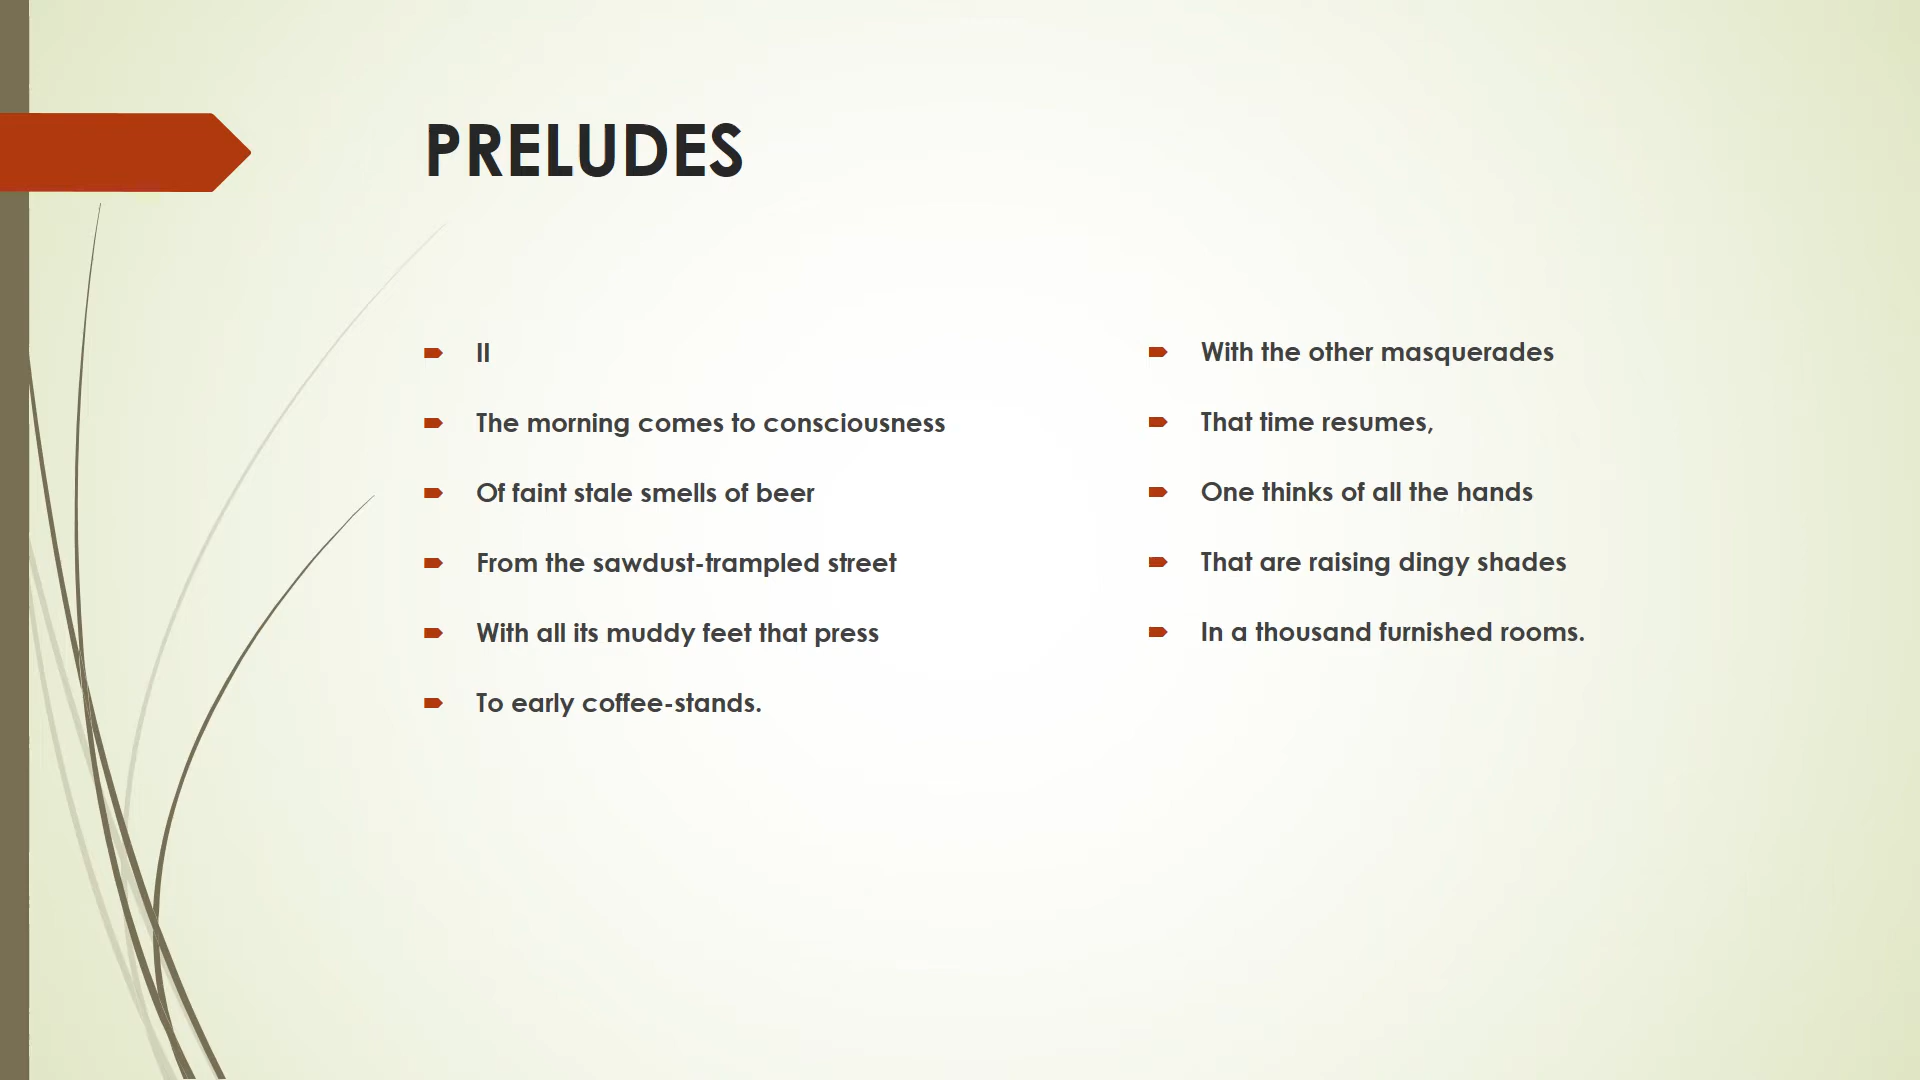 PRELUDES
II
The morning comes to consciousness
Of faint stale smells of beer
From the sawdust-trampled street
With all its muddy feet that press
To early coffee-stands.
With the other masquerades
That time resumes,
One thinks of all the hands
That are raising dingy shades
In a thousand furnished rooms.